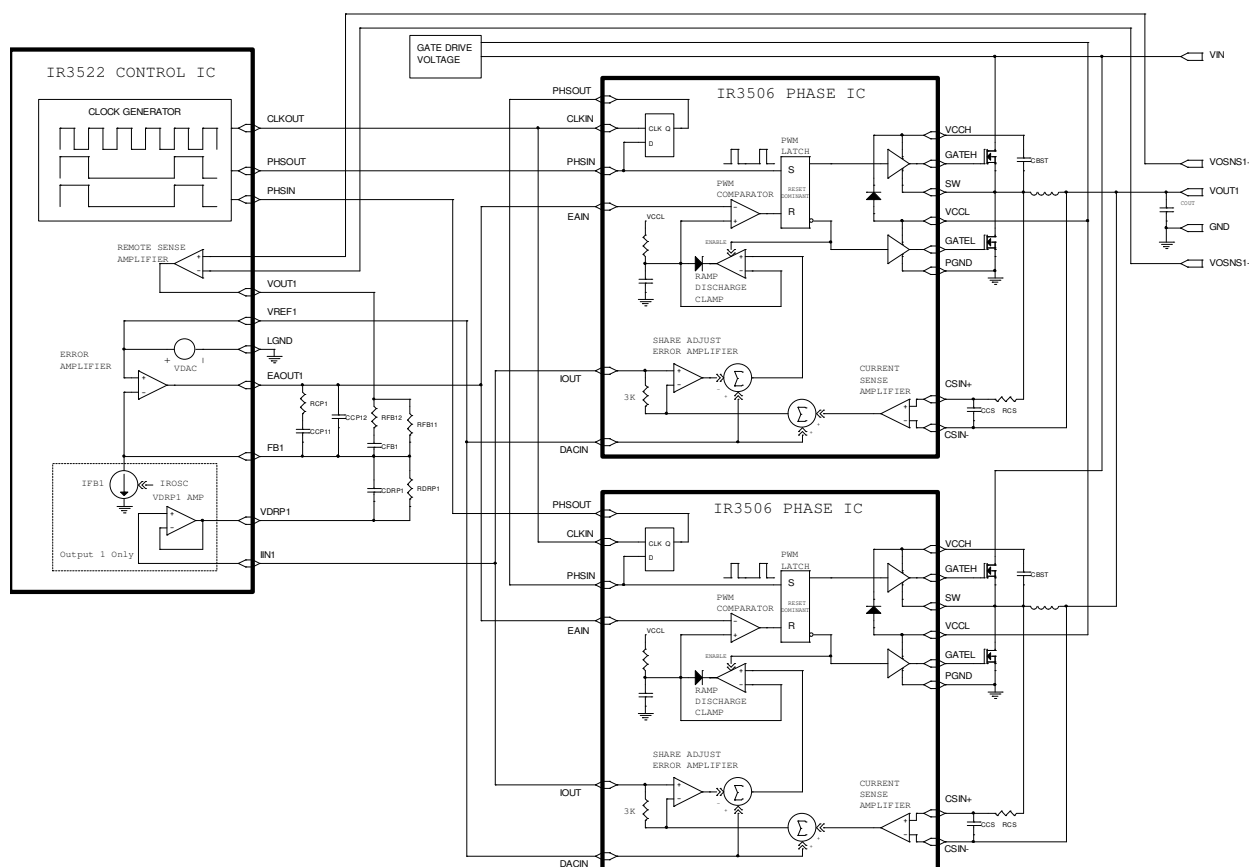 IR3522 CONTROL IC
CLOCK GENERATOR
CLKOUT
PHSOUT
PHSIN
REMOTE SENSE
AMPLIFIER
VOUT1
VREF1
LGND
VDAC
ERROR
AMPLIFIER
EAOUT1
RCP1
CCP11
CCP12
RFB12
CFB1
RFB11
FB1
IFB1
IROSC
VDRP1 AMP
CDRP1
RDRP1
VDRP1
Output 1 Only
IIN1
GATE DRIVE
VOLTAGE
IR3506 PHASE IC
PHSOUT
CLKIN
PHSIN
EAIN
IOUT
DACIN
CLK Q
D
PWM
LATCH
S
RESET
DOMINANT
R
PWM
COMPARATOR
VCCL
ENABLE
RAMP
DISCHARGE
CLAMP
SHARE ADJUST
ERROR AMPLIFIER
3K
CURRENT
SENSE
AMPLIFIER
VCCH
GATEH
SW
VCCL
GATEL
PGND
CSIN+
CSIN-
CBST
CCS
RCS
VIN
VOSNS1-
VOUT1
COUT
GND
VOSNS1-
IR3506 PHASE IC
PHSOUT
CLKIN
PHSIN
EAIN
IOUT
DACIN
CLK Q
D
PWM
LATCH
S
RESET
DOMINANT
R
PWM
COMPARATOR
VCCL
ENABLE
RAMP
DISCHARGE
CLAMP
SHARE ADJUST
ERROR AMPLIFIER
3K
CURRENT
SENSE
AMPLIFIER
VCCH
GATEH
SW
VCCL
GATEL
PGND
CSIN+
CSIN-
CBST
CCS
RCS